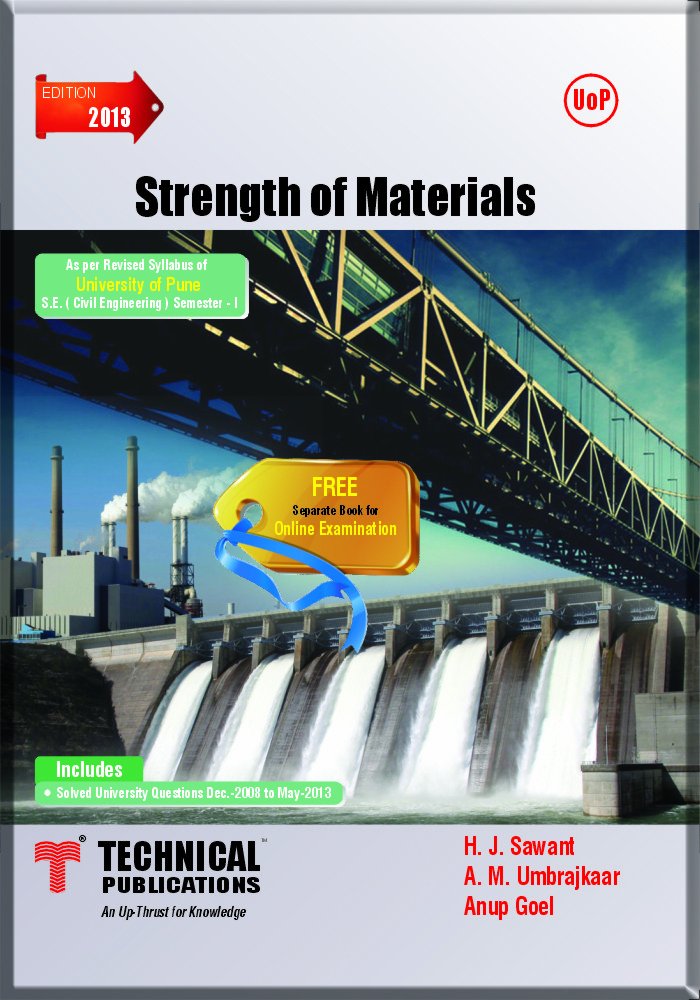 EDITION
2013
UoP
Strength of Materials
As per Revised Syllabus of
University of Pune
S.E. ( Civil Engineering ) Semester - I
FREE
Separate Book for
Online Examination
Includes
• Solved University Questions Dec.-2008 to May-2013
®
TECHNICAL™
PUBLICATIONS
An Up-Thrust for Knowledge
H. J. Sawant
A. M. Umbrajkaar
Anup Goel